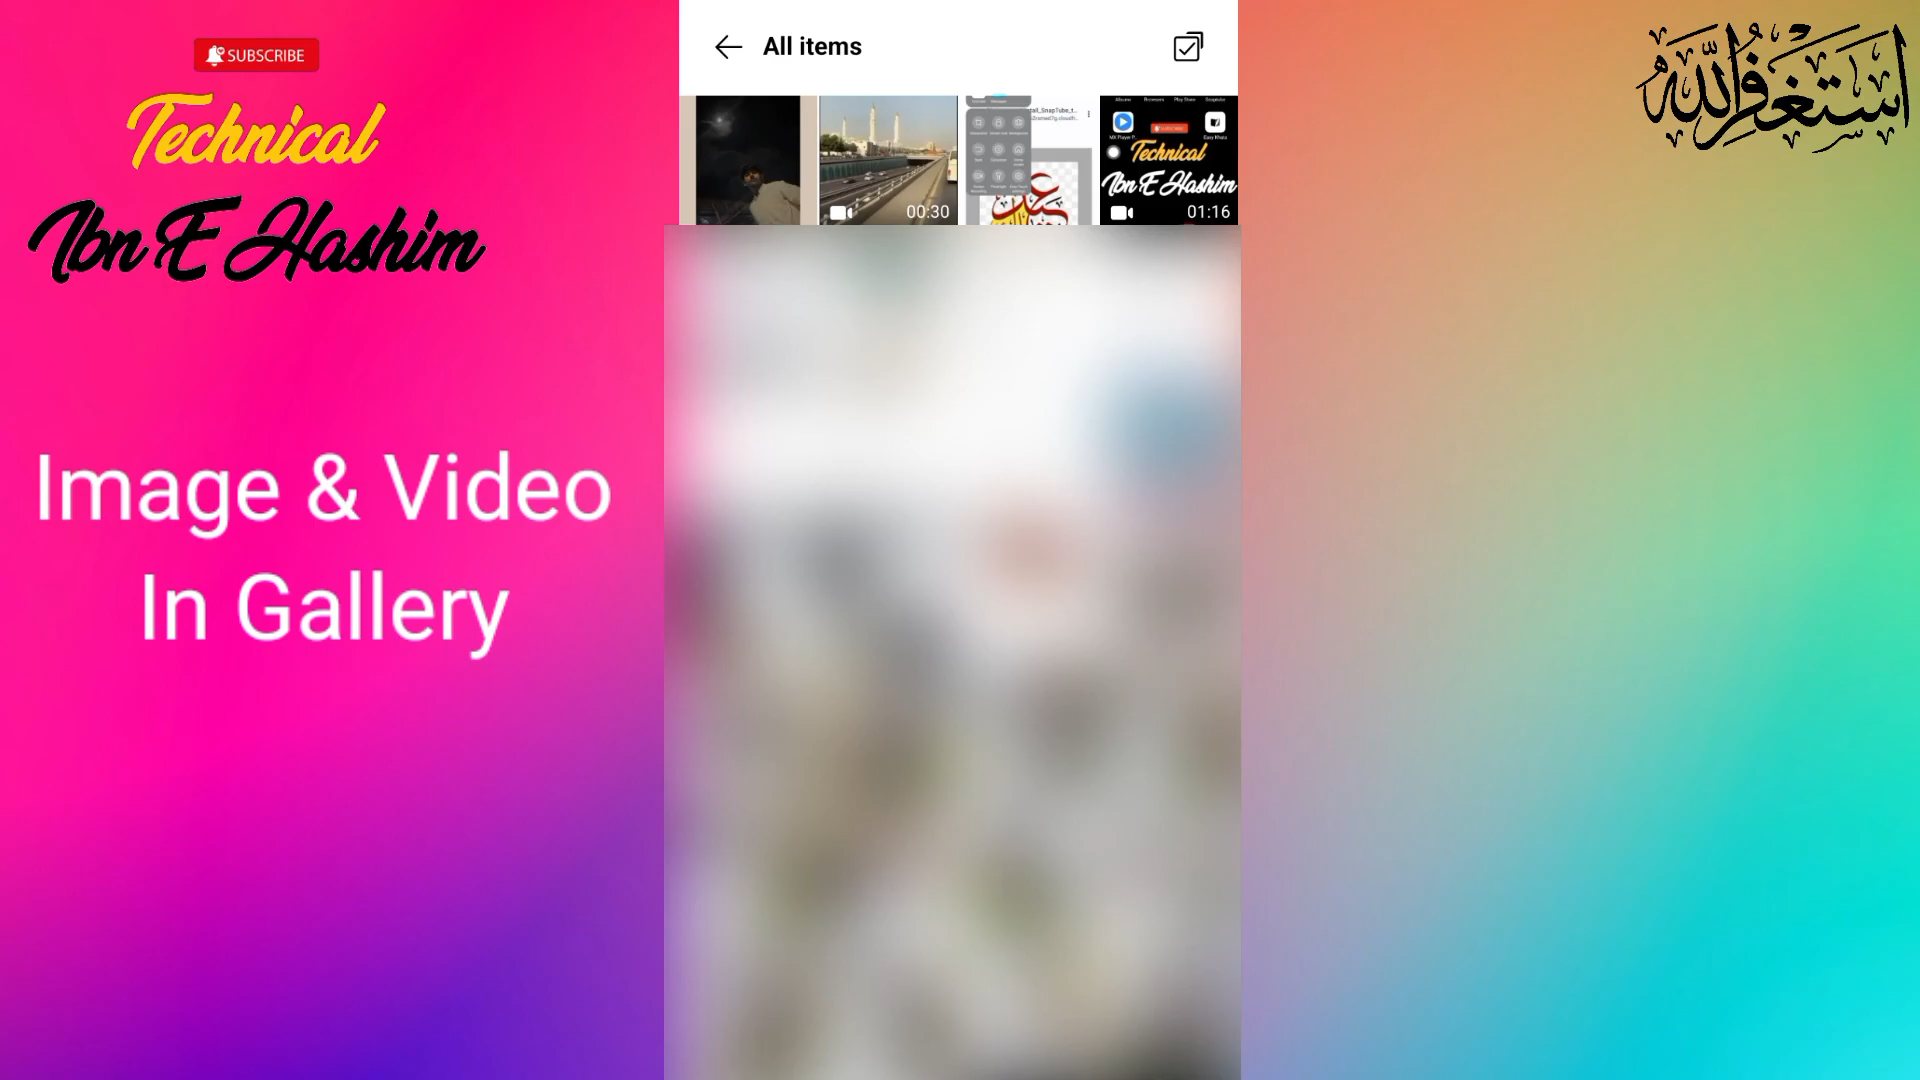 SUBSCRIBE
Technical
Ibn E Hashim
Image & Video
In Gallery
All items
00:30
Technical
Ibn E Hashim
01:16
استغفرالله